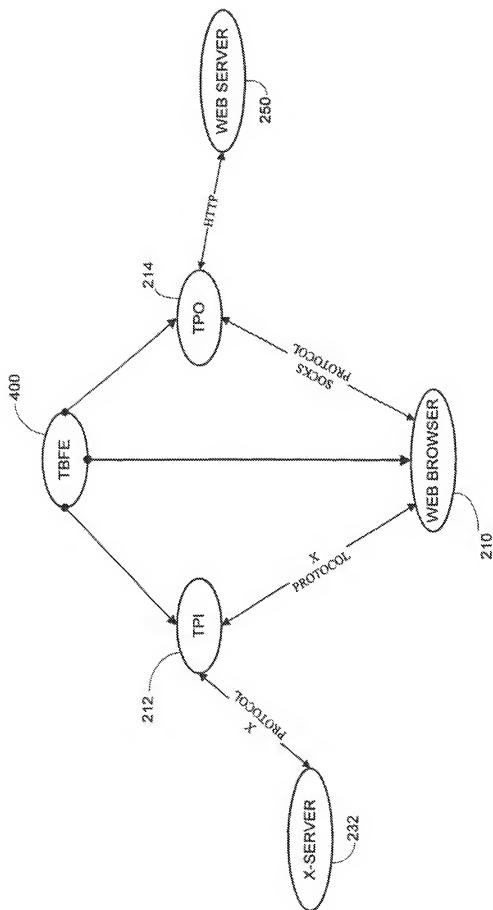 400
TBFE
212
TPI
214
TPO
HTTP
WEB SERVER
250
X
PROTOCOL
X
PROTOCOL
SOCKS
PROTOCOL
X-SERVER
232
WEB BROWSER
210